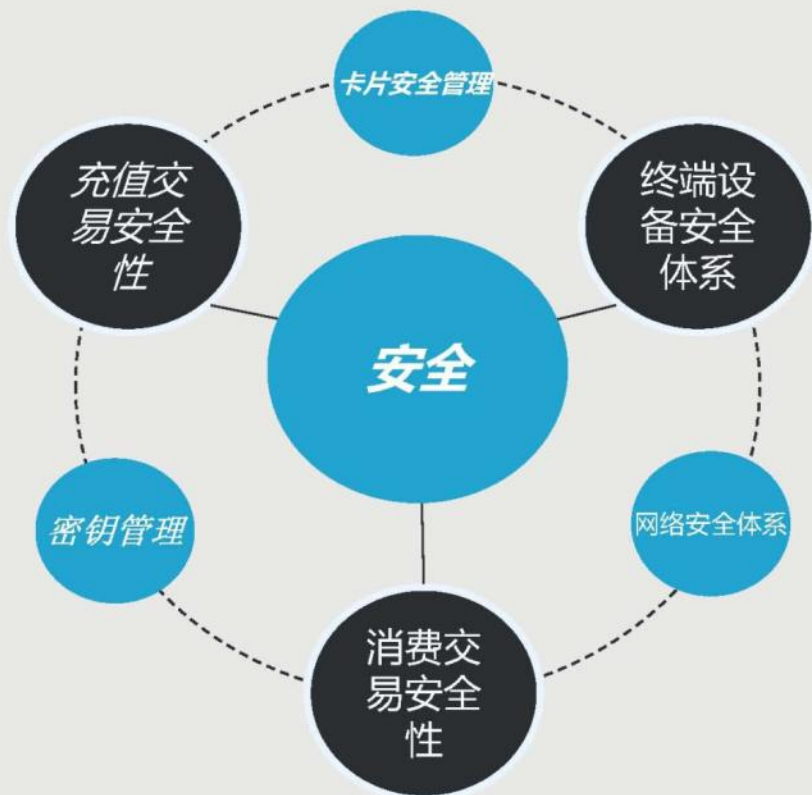 卡片安全管理
充值交
易安全
性
终端设
备安全
体系
安全
密钥管理
网络安全体系
消费交
易安全
性